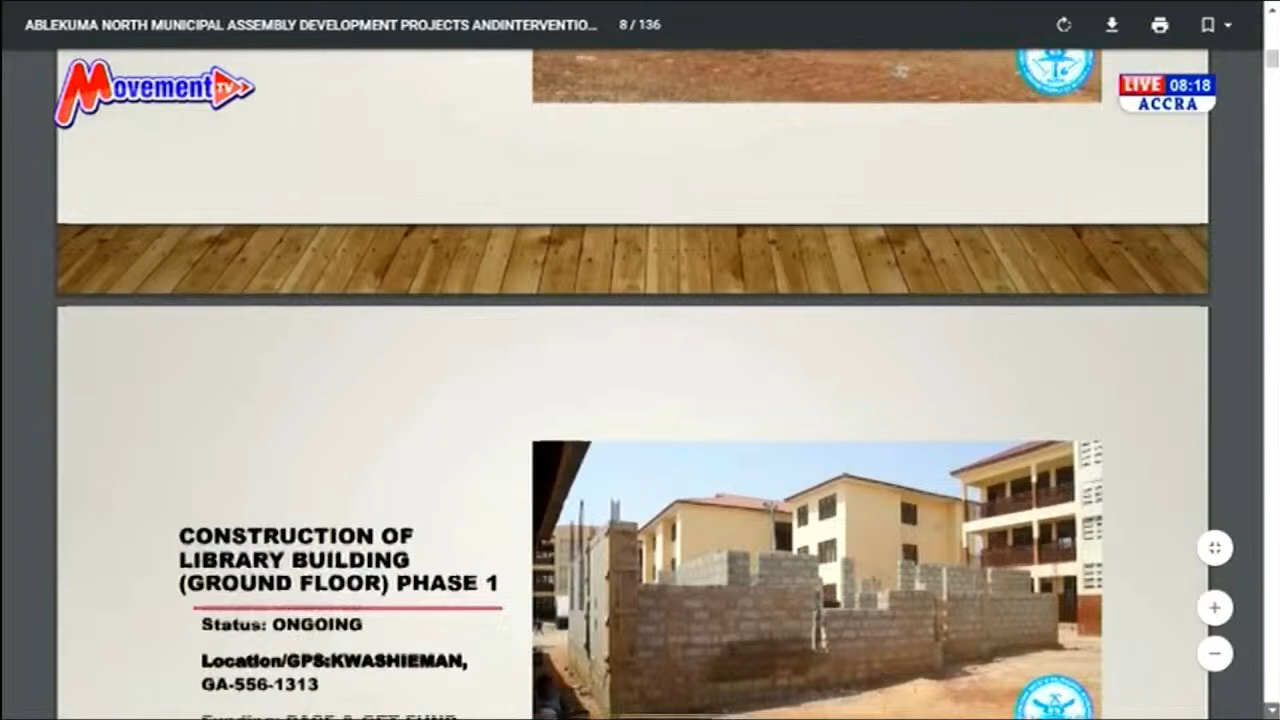 ABLEKUMA NORTH MUNICIPAL ASSEMBLY DEVELOPMENT PROJECTS ANDINTERVENTIO... 8 / 136
Movement TV
LIVE 08:18
ACCRA
CONSTRUCTION OF
LIBRARY BUILDING
(GROUND FLOOR) PHASE 1
Status: ONGOING
Location/GPS:KWASHIEMAN,
GA-556-1313